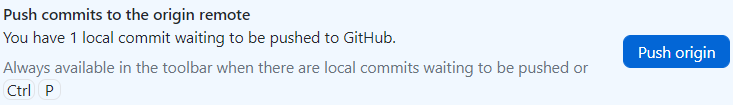 Push commits to the origin remote
You have 1 local commit waiting to be pushed to GitHub.
Push origin
Always available in the toolbar when there are local commits waiting to be pushed or
Ctrl P